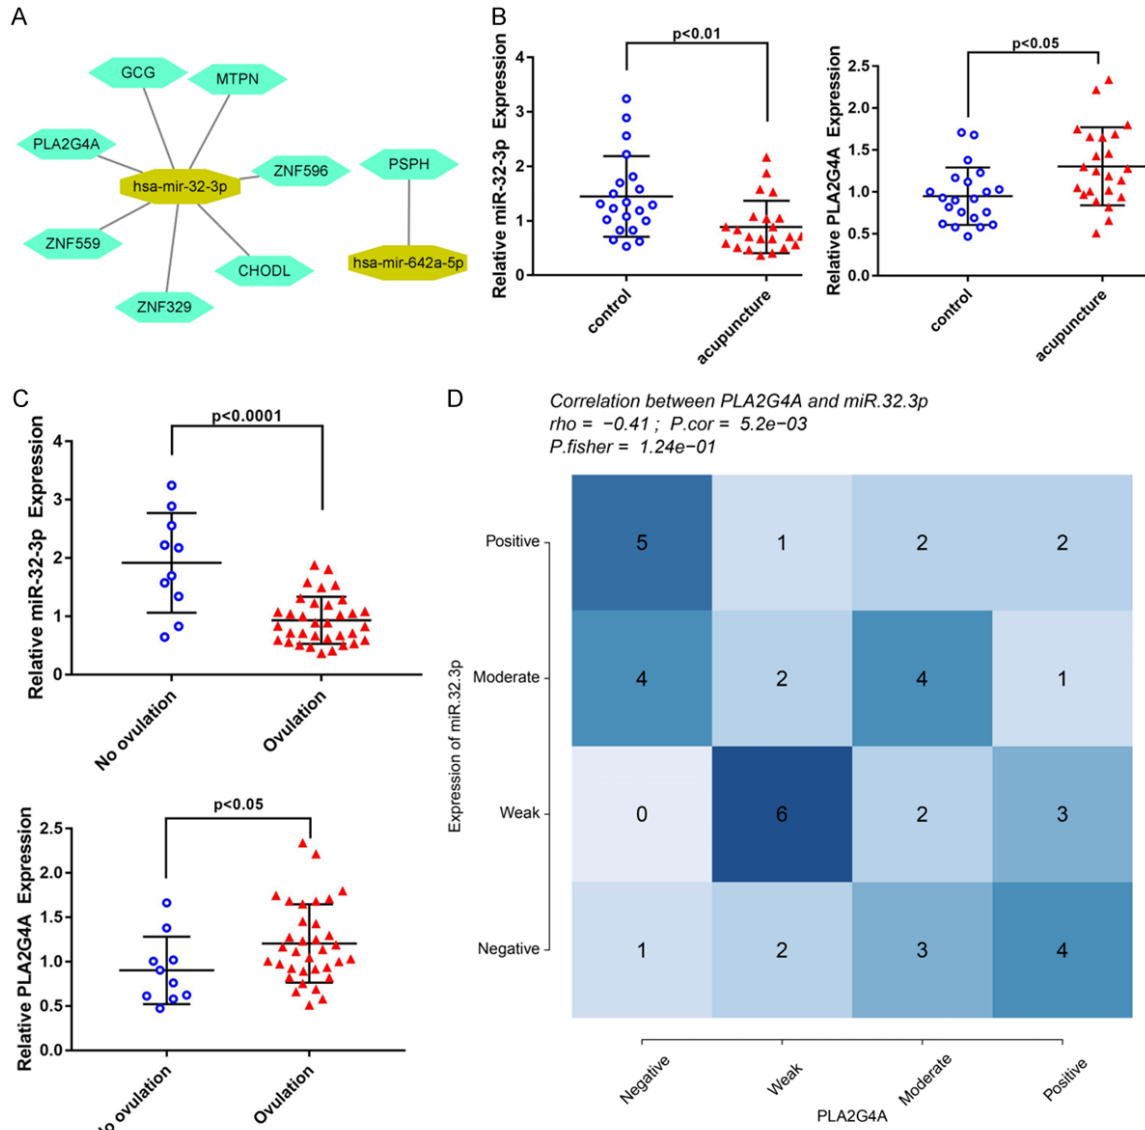 A
GCG
MTPN
PLA2G4A
hsa-mir-32-3p
ZNF596
PSPH
ZNF559
CHODL
hsa-mir-642a-5p
ZNF329
B
p<0.01
Relative miR-32-3p Expression
4
3
2
1
0
control
acupuncture
p<0.05
Relative PLA2G4A Expression
2.5
2.0
1.5
1.0
0.5
0.0
control
acupuncture
C
p<0.0001
Relative miR-32-3p Expression
4
3
2
1
0
No ovulation
Ovulation
p<0.05
Relative PLA2G4A Expression
2.5
2.0
1.5
1.0
0.5
0.0
No ovulation
Ovulation
D
Correlation between PLA2G4A and miR.32.3p
rho = −0.41 ; P.cor = 5.2e−03
P.fisher = 1.24e−01
Expression of miR.32.3p
Positive 5 1 2 2
Moderate 4 2 4 1
Weak 0 6 2 3
Negative 1 2 3 4
Negative Weak Moderate Positive
PLA2G4A